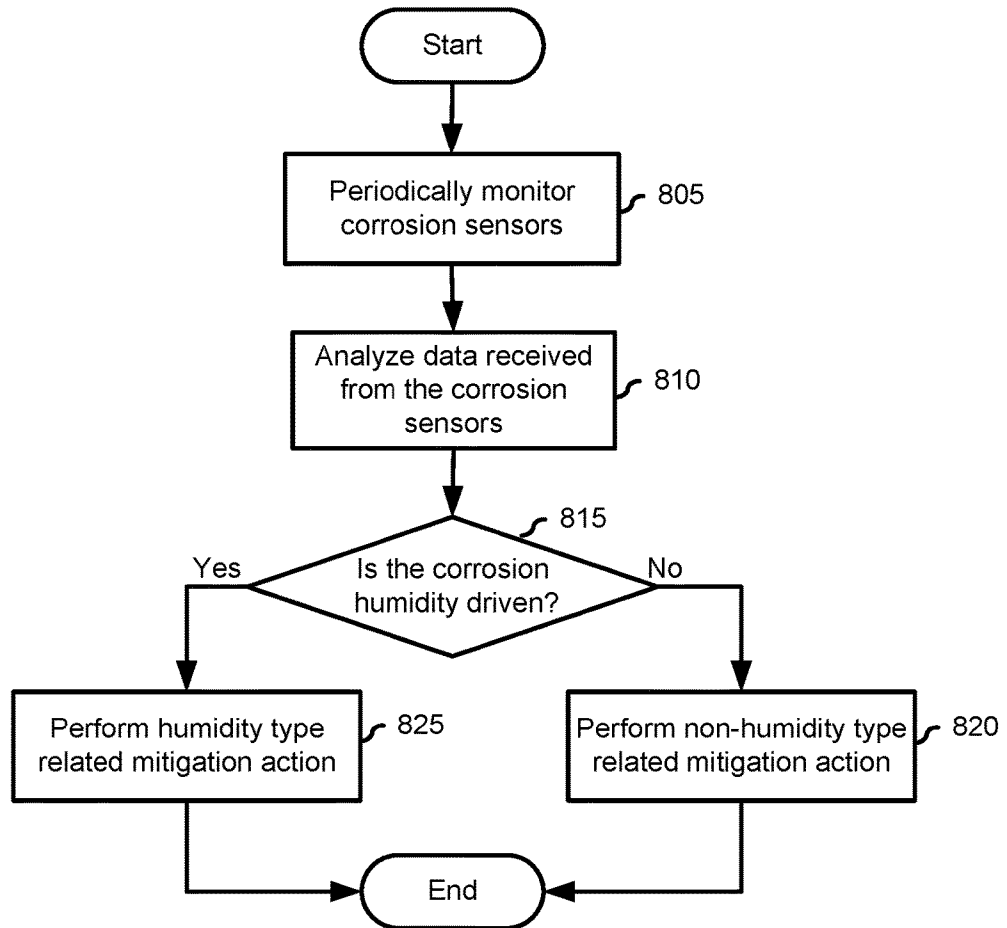 Start
Periodically monitor
corrosion sensors
805
Analyze data received
from the corrosion
sensors
810
815
Yes
Is the corrosion
humidity driven?
No
Perform humidity type
related mitigation action
825
Perform non-humidity type
related mitigation action
820
End